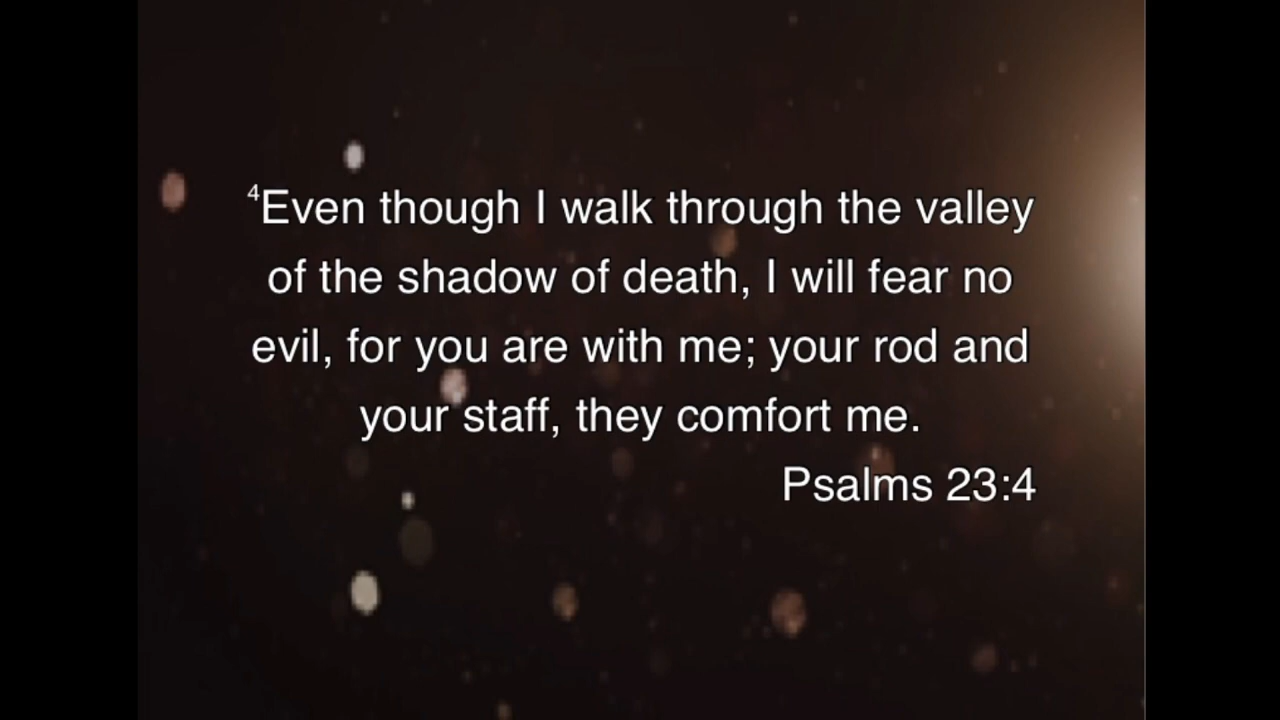 ⁴Even though I walk through the valley
of the shadow of death, I will fear no
evil, for you are with me; your rod and
your staff, they comfort me.
Psalms 23:4